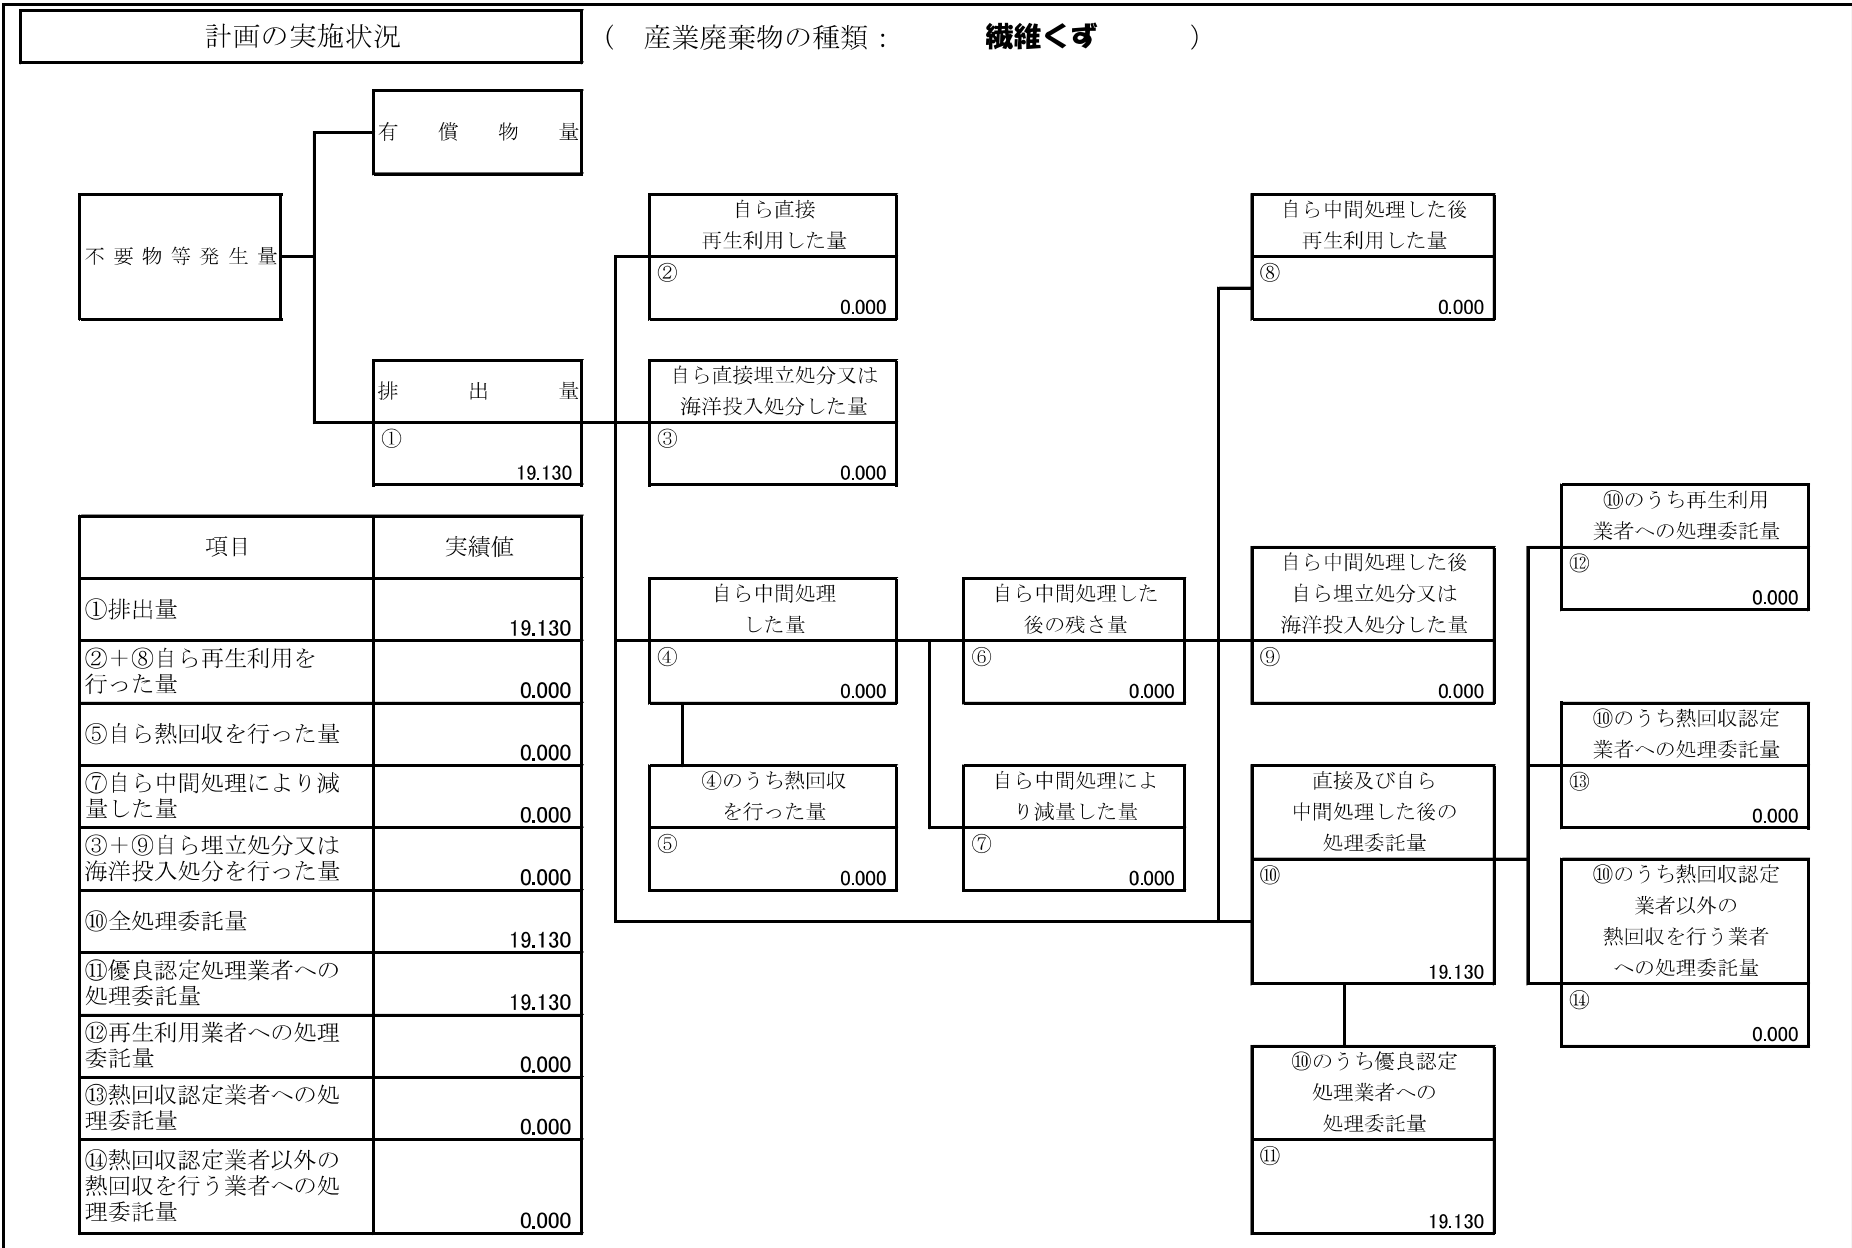 計画の実施状況
( 産業廃棄物の種類: 繊維くず )
有償物量
不要物等発生量
排出量
①
19.130
自ら直接
再生利用した量
②
0.000
自ら直接埋立処分又は
海洋投入処分した量
③
0.000
自ら中間処理
した量
④
0.000
④のうち熱回収
を行った量
⑤
0.000
自ら中間処理した
後の残さ量
⑥
0.000
自ら中間処理によ
り減量した量
⑦
0.000
自ら中間処理した後
再生利用した量
⑧
0.000
自ら中間処理した後
自ら埋立処分又は
海洋投入処分した量
⑨
0.000
直接及び自ら
中間処理した後の
処理委託量
⑩
19.130
⑩のうち優良認定
処理業者への
処理委託量
⑪
19.130
⑩のうち再生利用
業者への処理委託量
⑫
0.000
⑩のうち熱回収認定
業者への処理委託量
⑬
0.000
⑩のうち熱回収認定
業者以外の
熱回収を行う業者
への処理委託量
⑭
0.000
項目 実績値
①排出量
19.130
②+⑧自ら再生利用を
行った量
0.000
⑤自ら熱回収を行った量
0.000
⑦自ら中間処理により減
量した量
0.000
③+⑨自ら埋立処分又は
海洋投入処分を行った量
0.000
⑩全処理委託量
19.130
⑪優良認定処理業者への
処理委託量
19.130
⑫再生利用業者への処理
委託量
0.000
⑬熱回収認定業者への処
理委託量
0.000
⑭熱回収認定業者以外の
熱回収を行う業者への処
理委託量
0.000